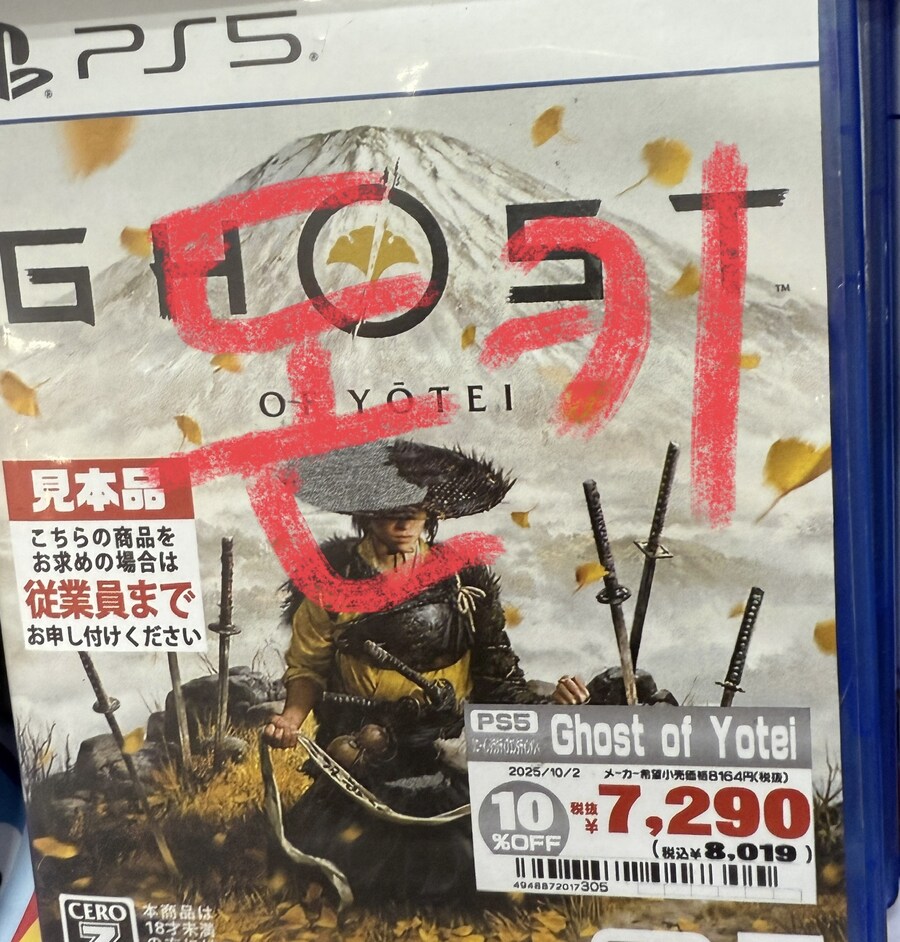 PS5
GHOST
OF YŌTEI
톤키
見本品
こちらの商品を
お求めの場合は
従業員まで
お申し付けください
PS5 Ghost of Yotei
2025/10/2 メーカー希望小売価格8164円(税抜)
10%OFF 税抜¥7,290
(税込¥8,019)
4948872017305
CERO Z
本商品は
18才未満